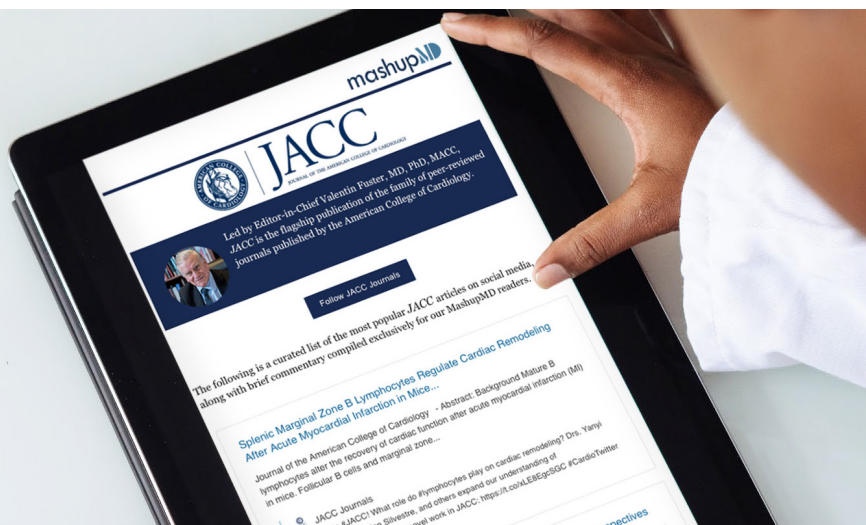 mashupMD
AMERICAN COLLEGE OF CARDIOLOGY
JACC
JOURNAL OF THE AMERICAN COLLEGE OF CARDIOLOGY
Led by Editor-in-Chief Valentin Fuster, MD, PhD, MACC,
JACC is the flagship publication of the family of peer-reviewed
journals published by the American College of Cardiology.
Follow JACC Journals
The following is a curated list of the most popular JACC articles on social media,
along with brief commentary compiled exclusively for our MashupMD readers.
Splenic Marginal Zone B Lymphocytes Regulate Cardiac Remodeling
After Acute Myocardial Infarction in Mice...
Journal of the American College of Cardiology - Abstract: Background Mature B
lymphocytes alter the recovery of cardiac function after acute myocardial infarction (MI)
in mice. Follicular B cells and marginal zone...
JACC Journals
JACC! What role do #lymphocytes play on cardiac remodeling? Drs. Yanyi
Silvestre, and others expand our understanding of
work in JACC: https://t.co/xLE8EgcSGC #CardioTwitter